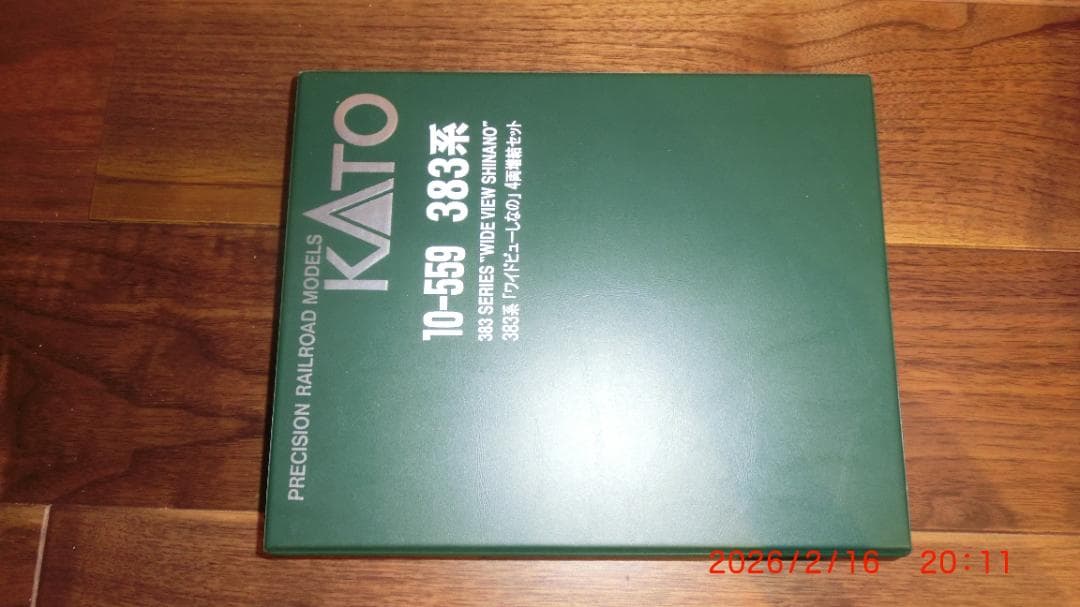 PRECISION RAILROAD MODELS
KATO
10-559 383系
383 SERIES "WIDE VIEW SHINANO"
383系「ワイドビューしなの」4両増結セット
2026/2/16 20:11